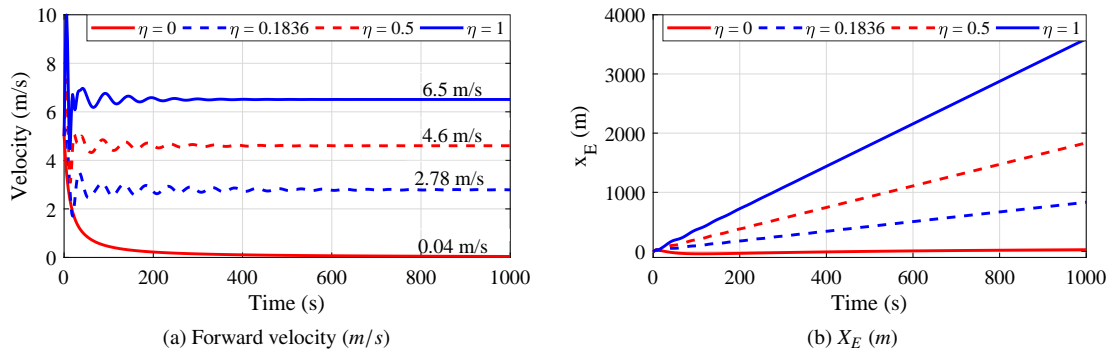 10
8
6
4
2
0
Velocity (m/s)
η = 0 η = 0.1836 η = 0.5 η = 1
6.5 m/s
4.6 m/s
2.78 m/s
0.04 m/s
0 200 400 600 800 1000
Time (s)
(a) Forward velocity (m/s)
4000
3000
2000
1000
0
x_E (m)
η = 0 η = 0.1836 η = 0.5 η = 1
0 200 400 600 800 1000
Time (s)
(b) X_E (m)